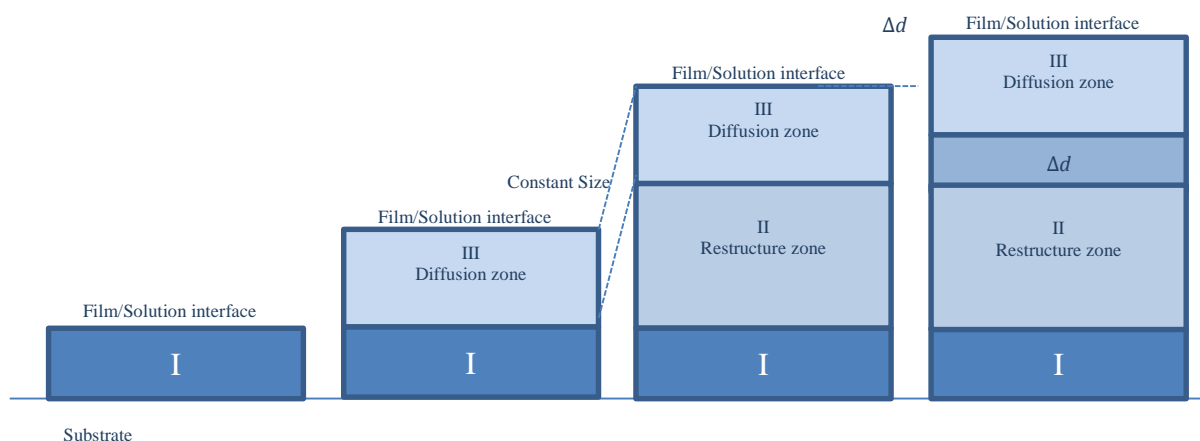 Film/Solution interface
I
Substrate
Film/Solution interface
III
Diffusion zone
I
Constant Size
Film/Solution interface
III
Diffusion zone
II
Restructure zone
I
Δd
Film/Solution interface
III
Diffusion zone
Δd
II
Restructure zone
I